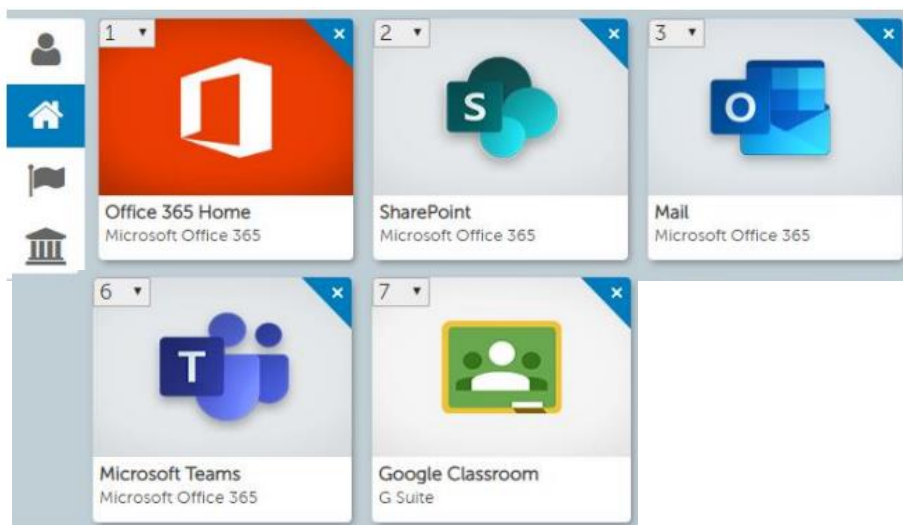 1
2
3
S
O
Office 365 Home
Microsoft Office 365
SharePoint
Microsoft Office 365
Mail
Microsoft Office 365
6
7
T
Microsoft Teams
Microsoft Office 365
Google Classroom
G Suite